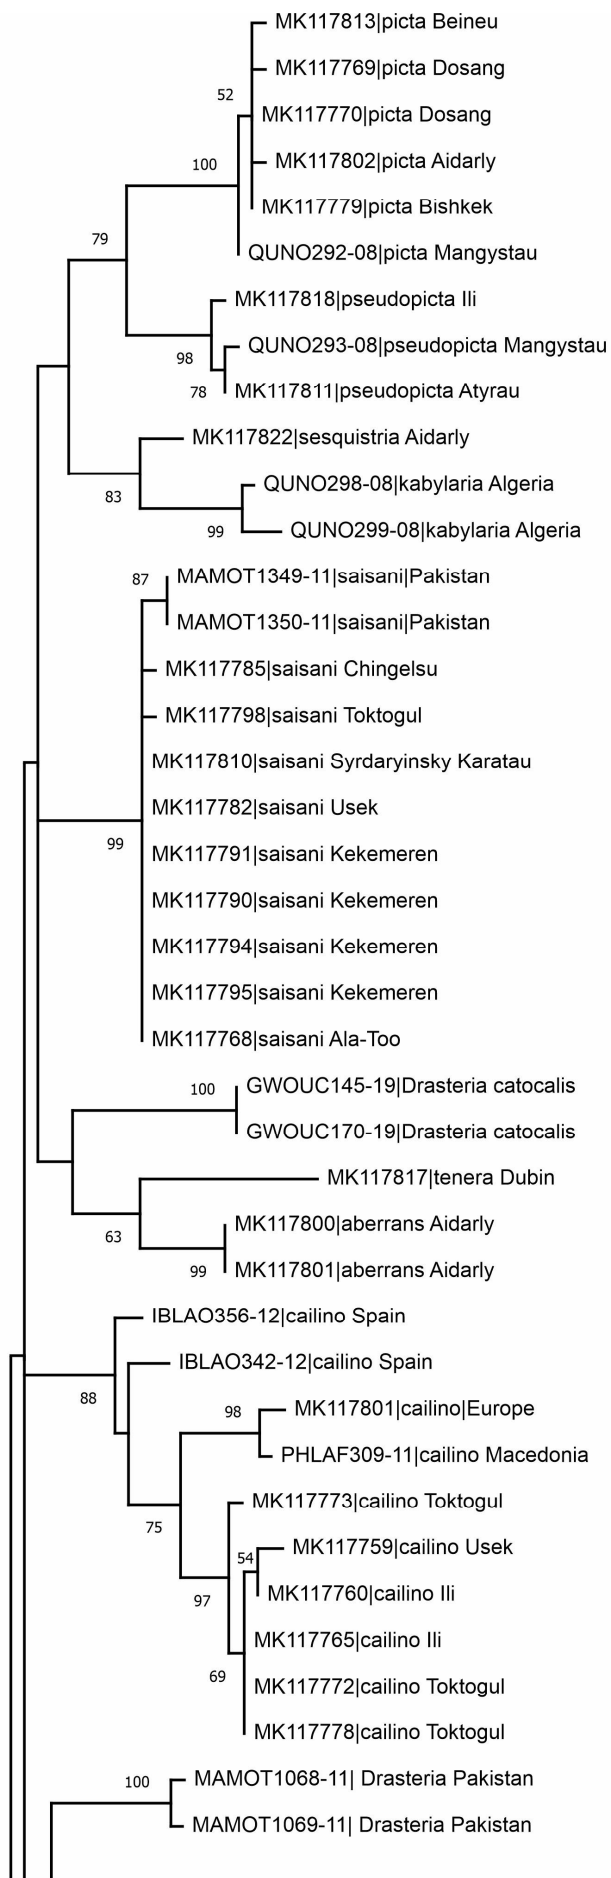 MK117813|picta Beineu
MK117769|picta Dosang
52
MK117770|picta Dosang
100
MK117802|picta Aidarly
MK117779|picta Bishkek
79
QUNO292-08|picta Mangystau
MK117818|pseudopicta Ili
QUNO293-08|pseudopicta Mangystau
98
78
MK117811|pseudopicta Atyrau
MK117822|sesquistria Aidarly
83
QUNO298-08|kabylaria Algeria
99
QUNO299-08|kabylaria Algeria
87
MAMOT1349-11|saisani|Pakistan
MAMOT1350-11|saisani|Pakistan
MK117785|saisani Chingelsu
MK117798|saisani Toktogul
MK117810|saisani Syrdaryinsky Karatau
MK117782|saisani Usek
99
MK117791|saisani Kekemeren
MK117790|saisani Kekemeren
MK117794|saisani Kekemeren
MK117795|saisani Kekemeren
MK117768|saisani Ala-Too
100
GWOUC145-19|Drasteria catocalis
GWOUC170-19|Drasteria catocalis
MK117817|tenera Dubin
63
MK117800|aberrans Aidarly
99
MK117801|aberrans Aidarly
IBLAO356-12|cailino Spain
IBLAO342-12|cailino Spain
88
98
MK117801|cailino|Europe
PHLAF309-11|cailino Macedonia
75
MK117773|cailino Toktogul
54
MK117759|cailino Usek
97
MK117760|cailino Ili
MK117765|cailino Ili
69
MK117772|cailino Toktogul
MK117778|cailino Toktogul
100
MAMOT1068-11| Drasteria Pakistan
MAMOT1069-11| Drasteria Pakistan